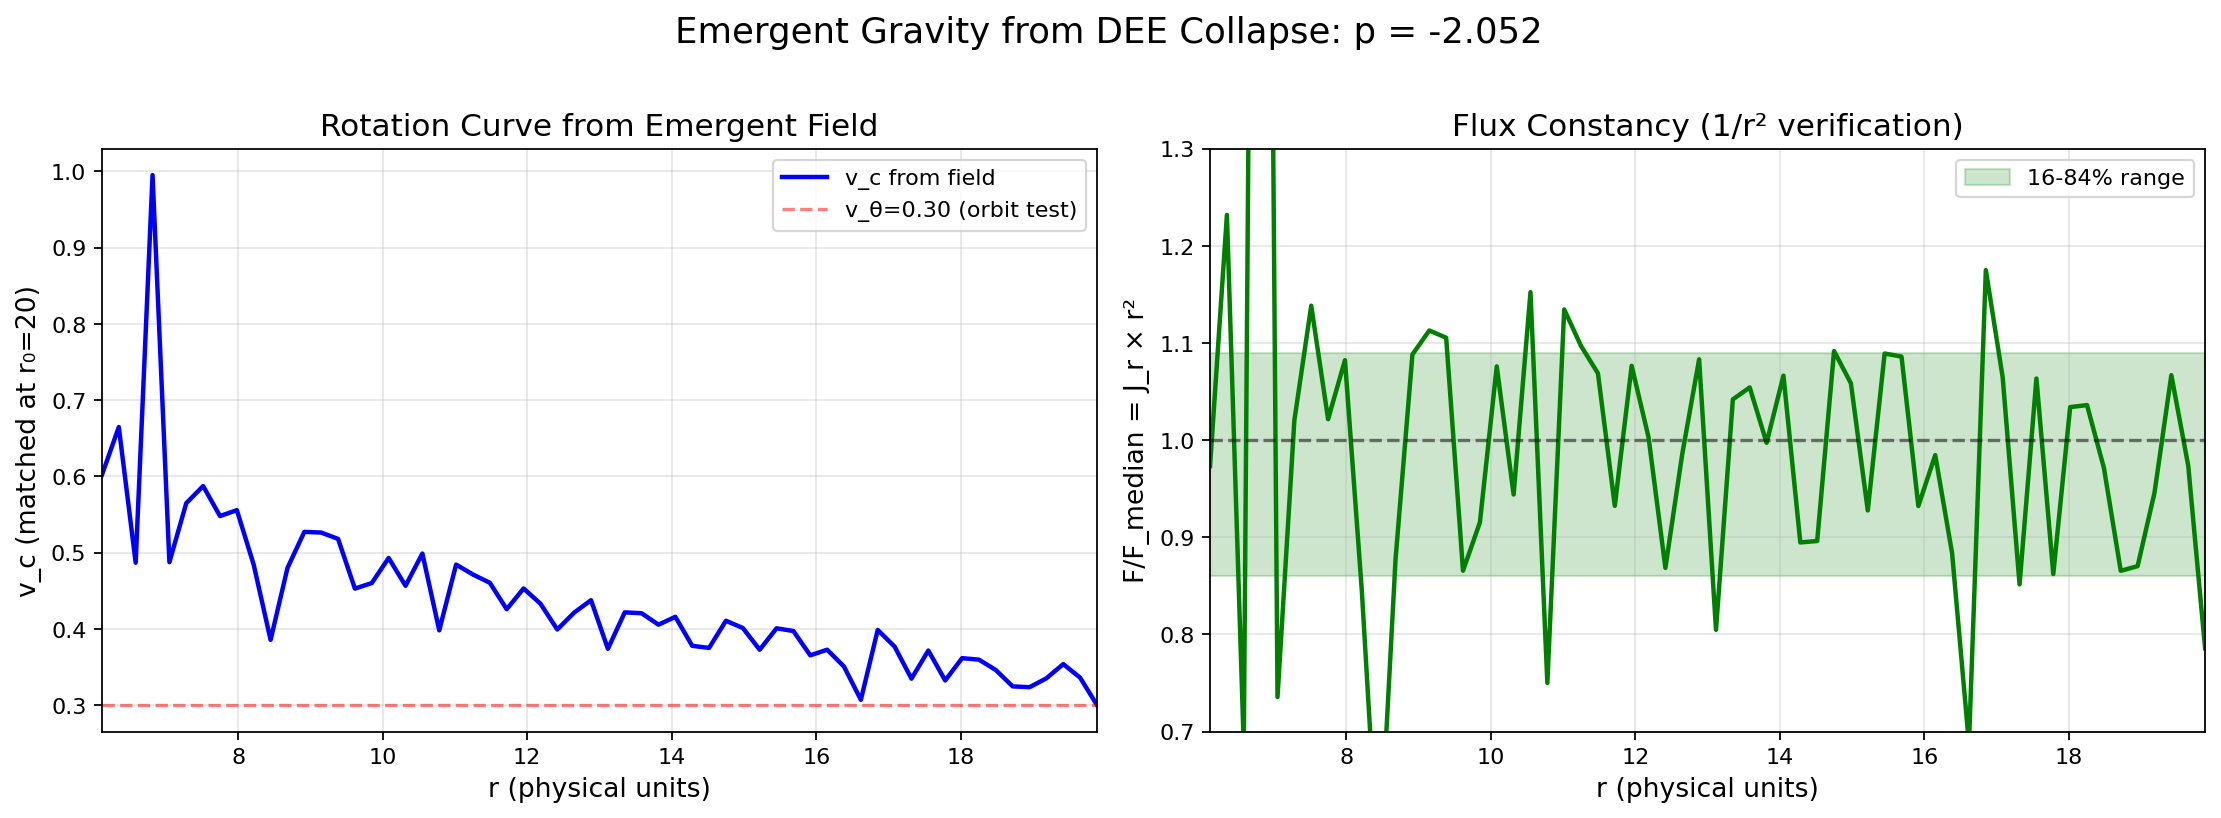 Emergent Gravity from DEE Collapse: p = -2.052
Rotation Curve from Emergent Field
v_c (matched at r₀=20)
1.0
0.9
0.8
0.7
0.6
0.5
0.4
0.3
v_c from field
v_θ=0.30 (orbit test)
8 10 12 14 16 18
r (physical units)
Flux Constancy (1/r² verification)
F/F_median = J_r × r²
1.3
1.2
1.1
1.0
0.9
0.8
0.7
16-84% range
8 10 12 14 16 18
r (physical units)